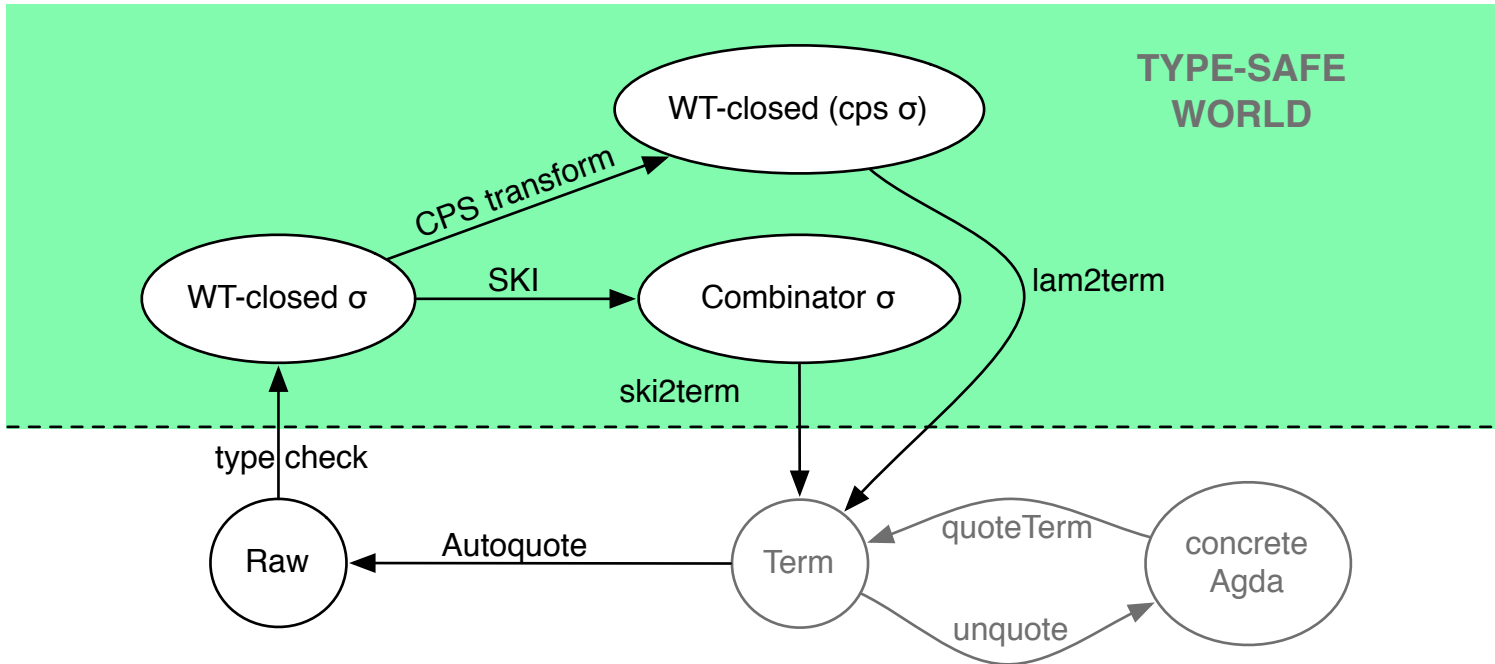 TYPE-SAFE
WORLD
WT-closed (cps σ)
CPS transform
WT-closed σ
SKI
Combinator σ
lam2term
ski2term
type check
Raw
Autoquote
Term
quoteTerm
unquote
concrete
Agda